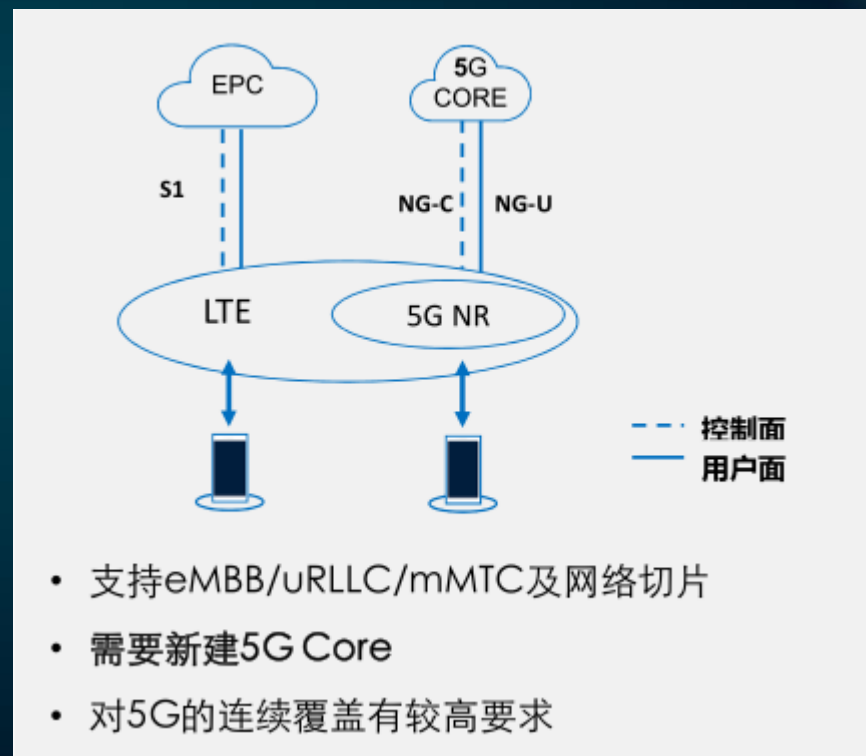 EPC
5G
CORE
S1
NG-C
NG-U
LTE
5G NR
控制面
用户面
• 支持eMBB/uRLLC/mMTC及网络切片
• 需要新建5G Core
• 对5G的连续覆盖有较高要求